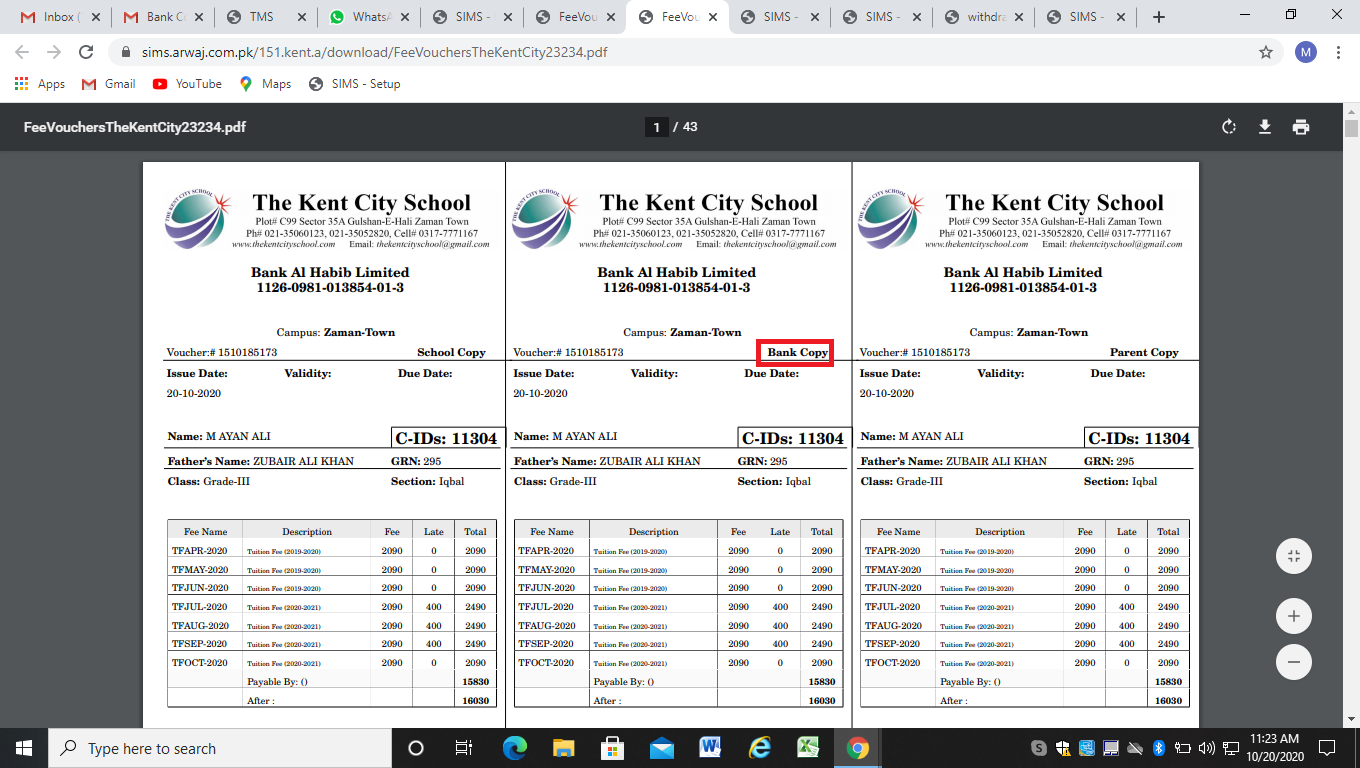 Inbox (
Bank C
TMS
WhatsA
SIMS -
FeeVou
FeeVou
SIMS -
SIMS -
withdra
SIMS -
sims.arwaj.com.pk/151.kent.a/download/FeeVouchersTheKentCity23234.pdf
M
Apps Gmail YouTube Maps SIMS - Setup
FeeVouchersTheKentCity23234.pdf
1 / 43
THE KENT CITY SCHOOL
The Kent City School
Plot# C99 Sector 35A Gulshan-E-Hali Zaman Town
Ph# 021-35060123, 021-35052820, Cell# 0317-7771167
www.thekentcityschool.com Email: thekentcityschool@gmail.com
Bank Al Habib Limited
1126-0981-013854-01-3
Campus: Zaman-Town
Voucher:# 1510185173 School Copy
Issue Date: Validity: Due Date:
20-10-2020
Name: M AYAN ALI C-IDs: 11304
Father's Name: ZUBAIR ALI KHAN GRN: 295
Class: Grade-III Section: Iqbal
Fee Name Description Fee Late Total
TFAPR-2020 Tuition Fee (2019-2020) 2090 0 2090
TFMAY-2020 Tuition Fee (2019-2020) 2090 0 2090
TFJUN-2020 Tuition Fee (2019-2020) 2090 0 2090
TFJUL-2020 Tuition Fee (2020-2021) 2090 400 2490
TFAUG-2020 Tuition Fee (2020-2021) 2090 400 2490
TFSEP-2020 Tuition Fee (2020-2021) 2090 400 2490
TFOCT-2020 Tuition Fee (2020-2021) 2090 0 2090
Payable By: () 15830
After : 16030
THE KENT CITY SCHOOL
The Kent City School
Plot# C99 Sector 35A Gulshan-E-Hali Zaman Town
Ph# 021-35060123, 021-35052820, Cell# 0317-7771167
www.thekentcityschool.com Email: thekentcityschool@gmail.com
Bank Al Habib Limited
1126-0981-013854-01-3
Campus: Zaman-Town
Voucher:# 1510185173 Bank Copy
Issue Date: Validity: Due Date:
20-10-2020
Name: M AYAN ALI C-IDs: 11304
Father's Name: ZUBAIR ALI KHAN GRN: 295
Class: Grade-III Section: Iqbal
Fee Name Description Fee Late Total
TFAPR-2020 Tuition Fee (2019-2020) 2090 0 2090
TFMAY-2020 Tuition Fee (2019-2020) 2090 0 2090
TFJUN-2020 Tuition Fee (2019-2020) 2090 0 2090
TFJUL-2020 Tuition Fee (2020-2021) 2090 400 2490
TFAUG-2020 Tuition Fee (2020-2021) 2090 400 2490
TFSEP-2020 Tuition Fee (2020-2021) 2090 400 2490
TFOCT-2020 Tuition Fee (2020-2021) 2090 0 2090
Payable By: () 15830
After : 16030
THE KENT CITY SCHOOL
The Kent City School
Plot# C99 Sector 35A Gulshan-E-Hali Zaman Town
Ph# 021-35060123, 021-35052820, Cell# 0317-7771167
www.thekentcityschool.com Email: thekentcityschool@gmail.com
Bank Al Habib Limited
1126-0981-013854-01-3
Campus: Zaman-Town
Voucher:# 1510185173 Parent Copy
Issue Date: Validity: Due Date:
20-10-2020
Name: M AYAN ALI C-IDs: 11304
Father's Name: ZUBAIR ALI KHAN GRN: 295
Class: Grade-III Section: Iqbal
Fee Name Description Fee Late Total
TFAPR-2020 Tuition Fee (2019-2020) 2090 0 2090
TFMAY-2020 Tuition Fee (2019-2020) 2090 0 2090
TFJUN-2020 Tuition Fee (2019-2020) 2090 0 2090
TFJUL-2020 Tuition Fee (2020-2021) 2090 400 2490
TFAUG-2020 Tuition Fee (2020-2021) 2090 400 2490
TFSEP-2020 Tuition Fee (2020-2021) 2090 400 2490
TFOCT-2020 Tuition Fee (2020-2021) 2090 0 2090
Payable By: () 15830
After : 16030
Type here to search
11:23 AM
10/20/2020